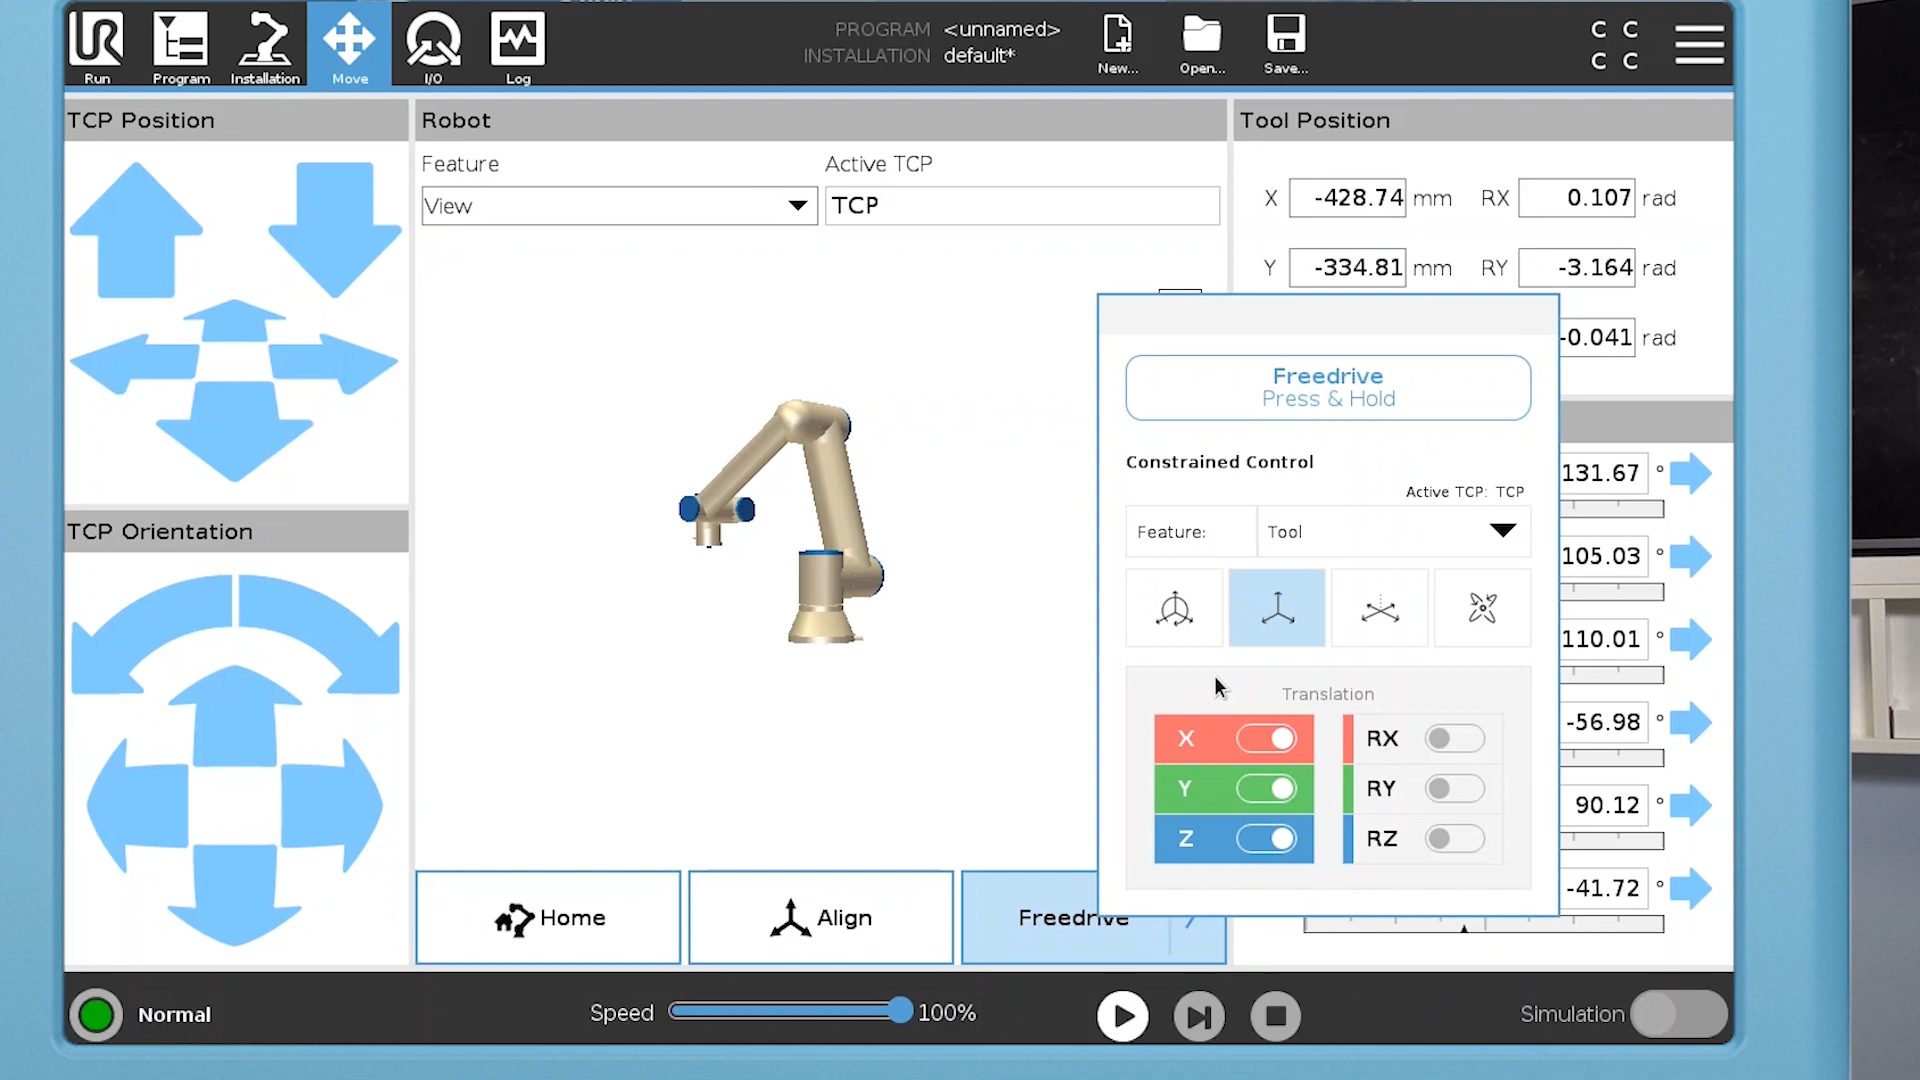 UR
Run
Program
Installation
Move
I/O
Log
PROGRAM <unnamed>
INSTALLATION default*
New...
Open...
Save...
C C
C C
TCP Position
Robot
Tool Position
Feature
Active TCP
View
TCP
X -428.74 mm RX 0.107 rad
Y -334.81 mm RY -3.164 rad
-0.041 rad
Freedrive
Press & Hold
Constrained Control
Active TCP: TCP
Feature: Tool
Translation
X RX
Y RY
Z RZ
131.67 °
105.03 °
110.01 °
-56.98 °
90.12 °
-41.72 °
TCP Orientation
Home
Align
Freedrive
Normal
Speed 100%
Simulation